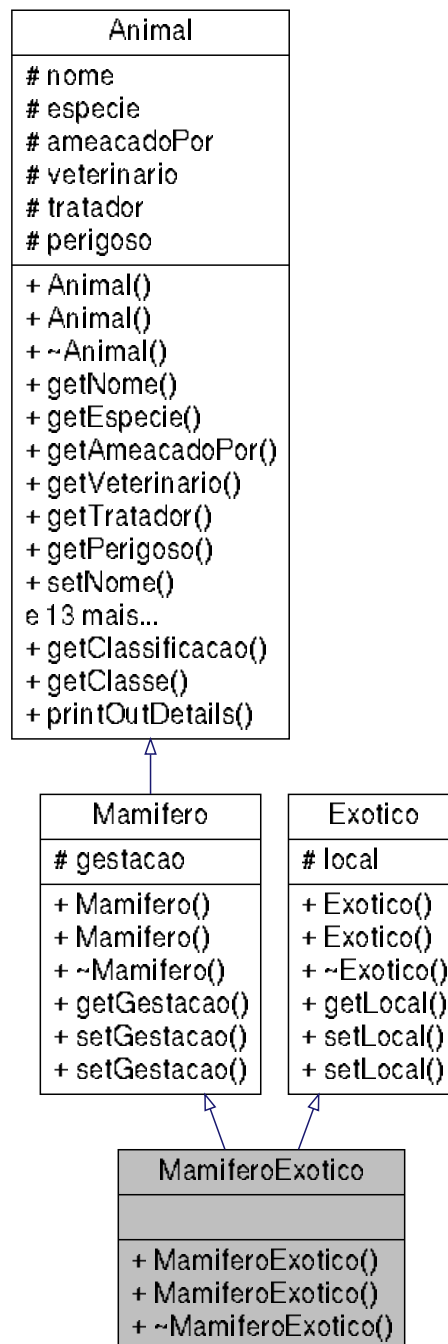 Animal
# nome
# especie
# ameacadoPor
# veterinario
# tratador
# perigoso
+ Animal()
+ Animal()
+ ~Animal()
+ getNome()
+ getEspecie()
+ getAmeacadoPor()
+ getVeterinario()
+ getTratador()
+ getPerigoso()
+ setNome()
e 13 mais...
+ getClassificacao()
+ getClasse()
+ printOutDetails()
Mamifero
# gestacao
+ Mamifero()
+ Mamifero()
+ ~Mamifero()
+ getGestacao()
+ setGestacao()
+ setGestacao()
Exotico
# local
+ Exotico()
+ Exotico()
+ ~Exotico()
+ getLocal()
+ setLocal()
+ setLocal()
MamiferoExotico
+ MamiferoExotico()
+ MamiferoExotico()
+ ~MamiferoExotico()